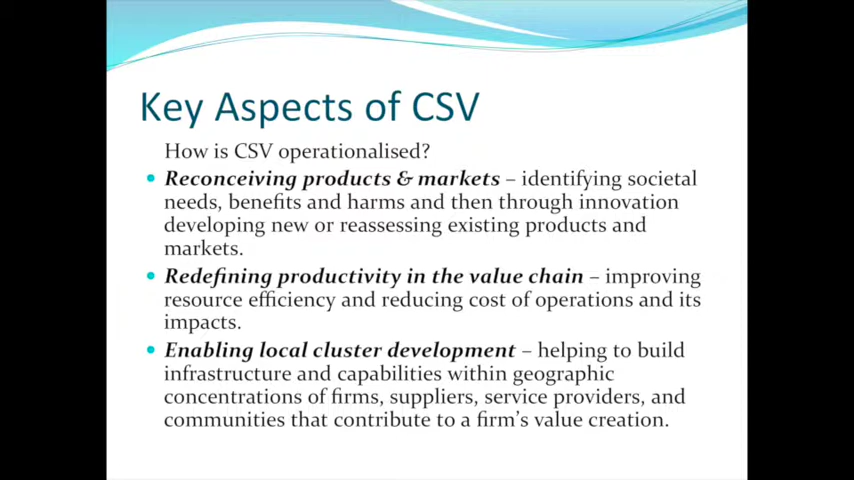 Key Aspects of CSV
How is CSV operationalised?
• Reconceiving products & markets – identifying societal
needs, benefits and harms and then through innovation
developing new or reassessing existing products and
markets.
• Redefining productivity in the value chain – improving
resource efficiency and reducing cost of operations and its
impacts.
• Enabling local cluster development – helping to build
infrastructure and capabilities within geographic
concentrations of firms, suppliers, service providers, and
communities that contribute to a firm's value creation.